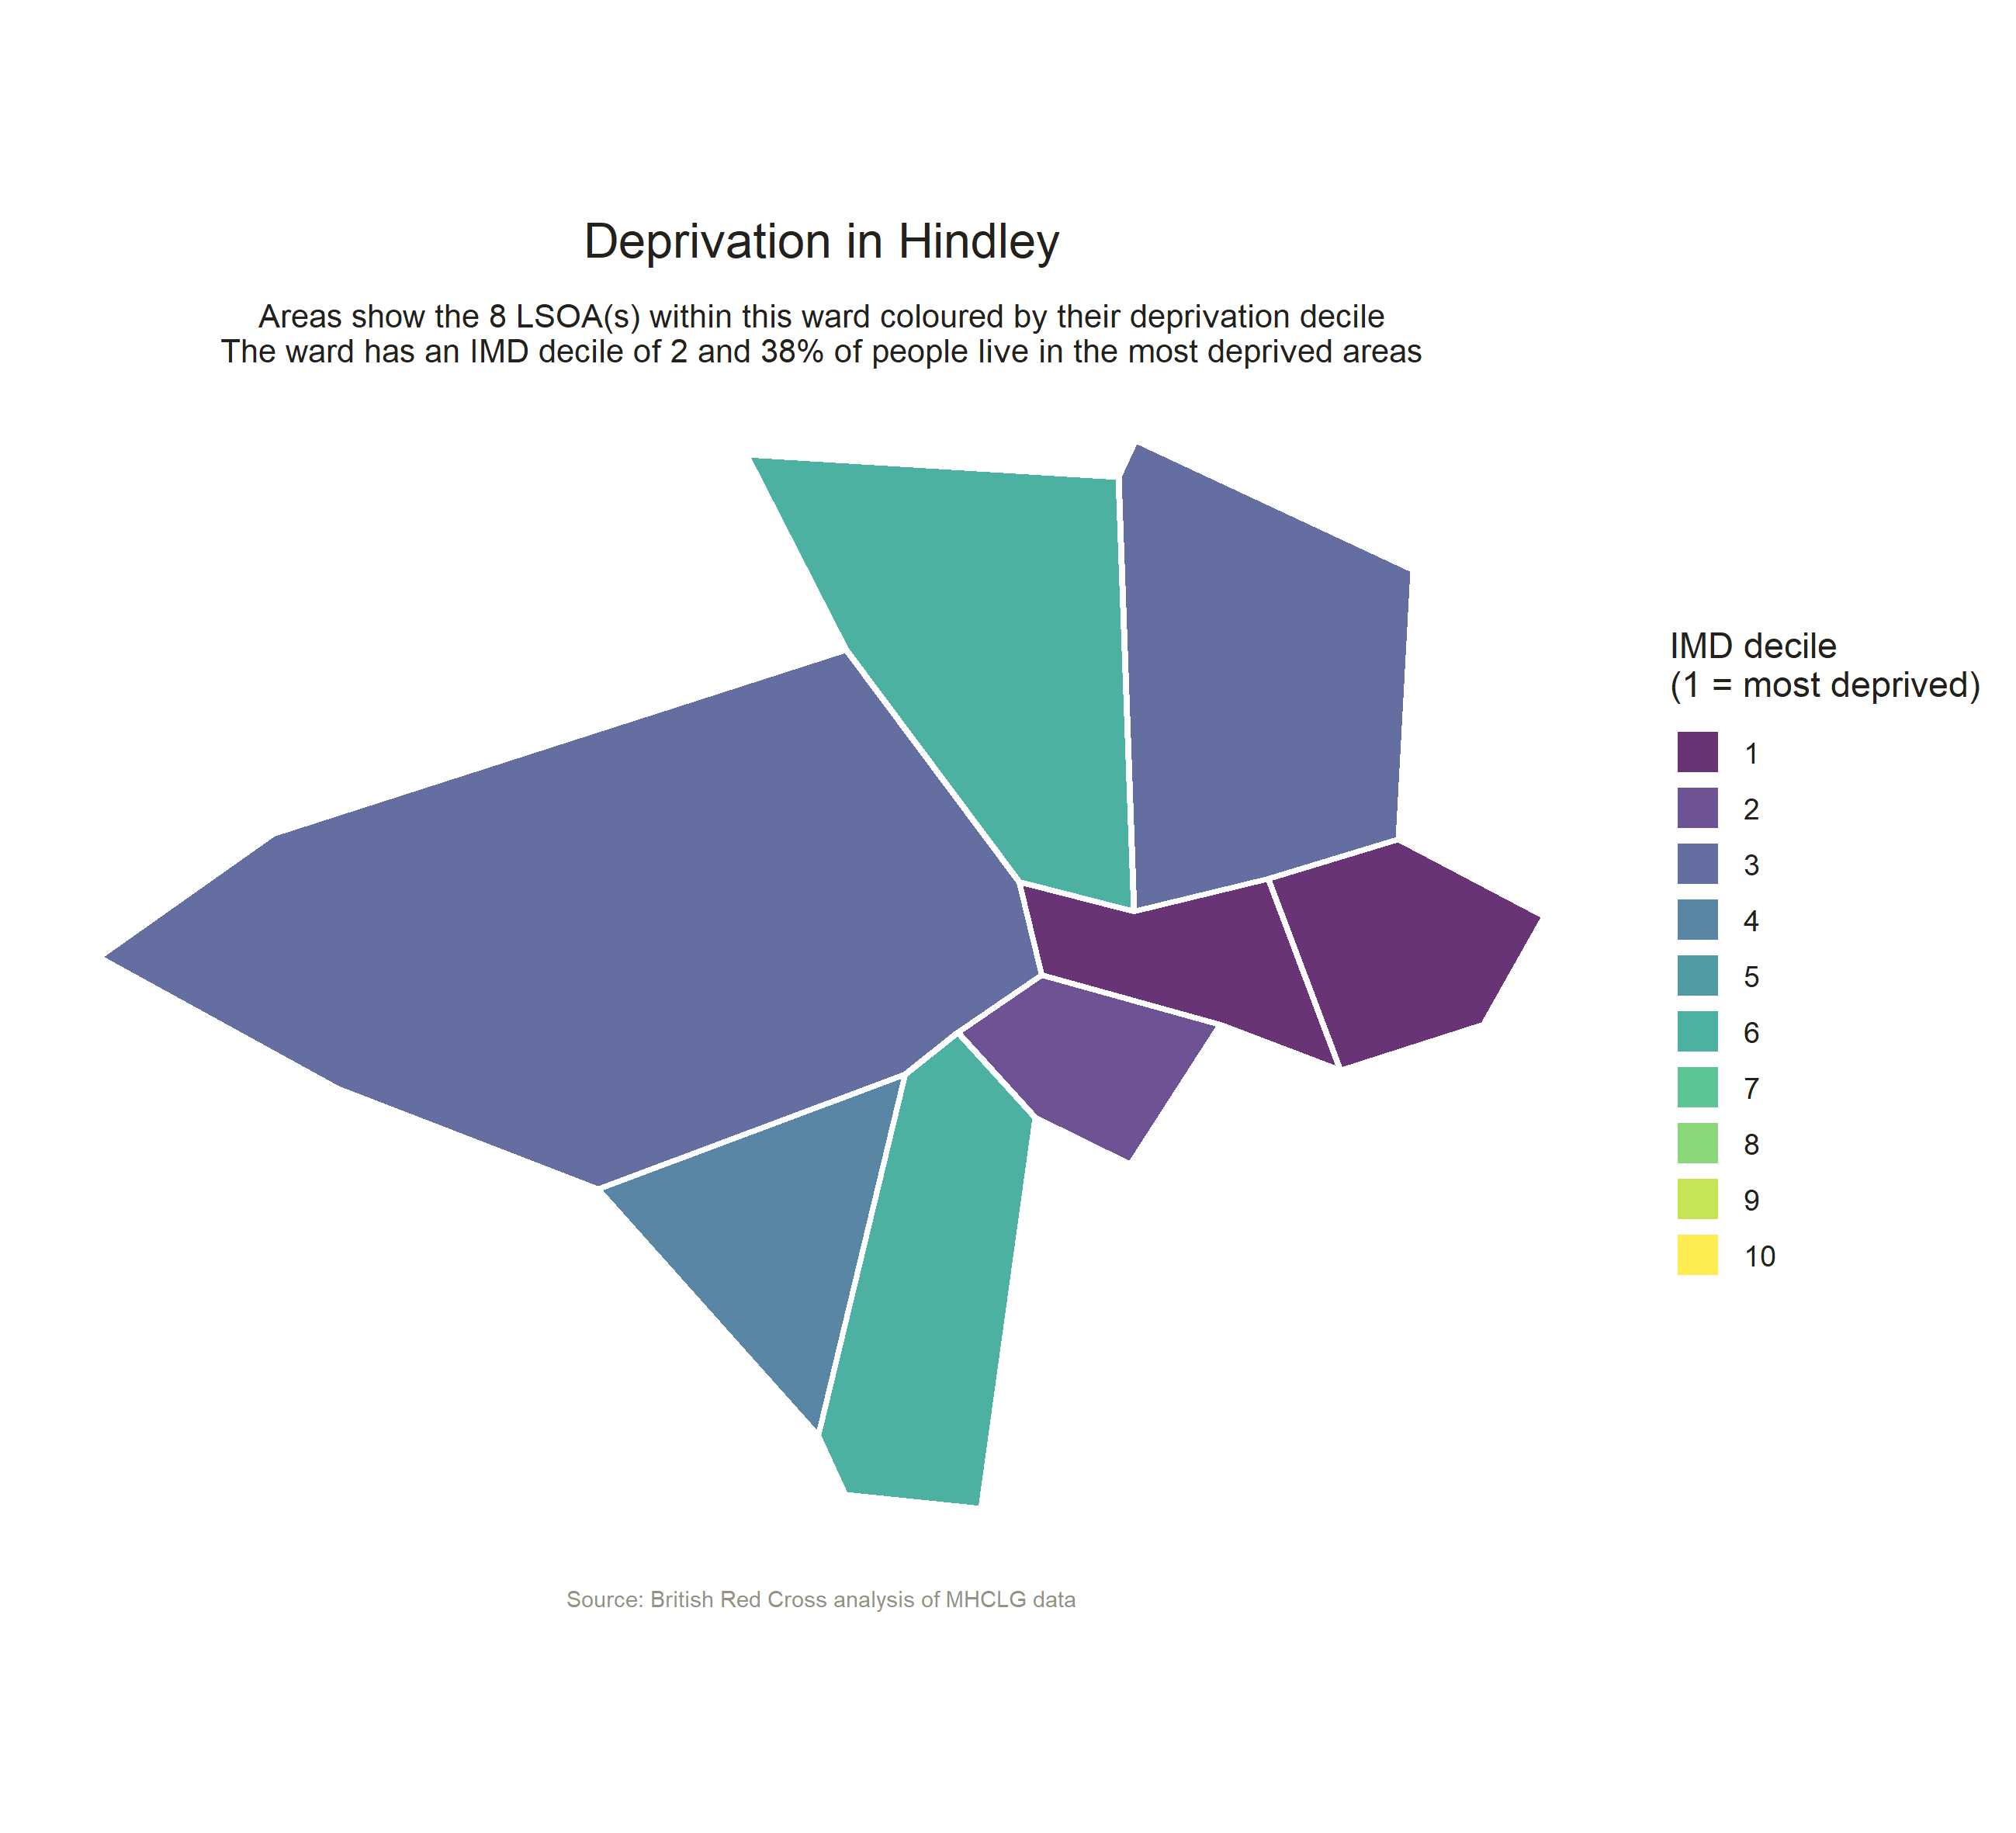 Deprivation in Hindley
Areas show the 8 LSOA(s) within this ward coloured by their deprivation decile
The ward has an IMD decile of 2 and 38% of people live in the most deprived areas
IMD decile
(1 = most deprived)
1
2
3
4
5
6
7
8
9
10
Source: British Red Cross analysis of MHCLG data